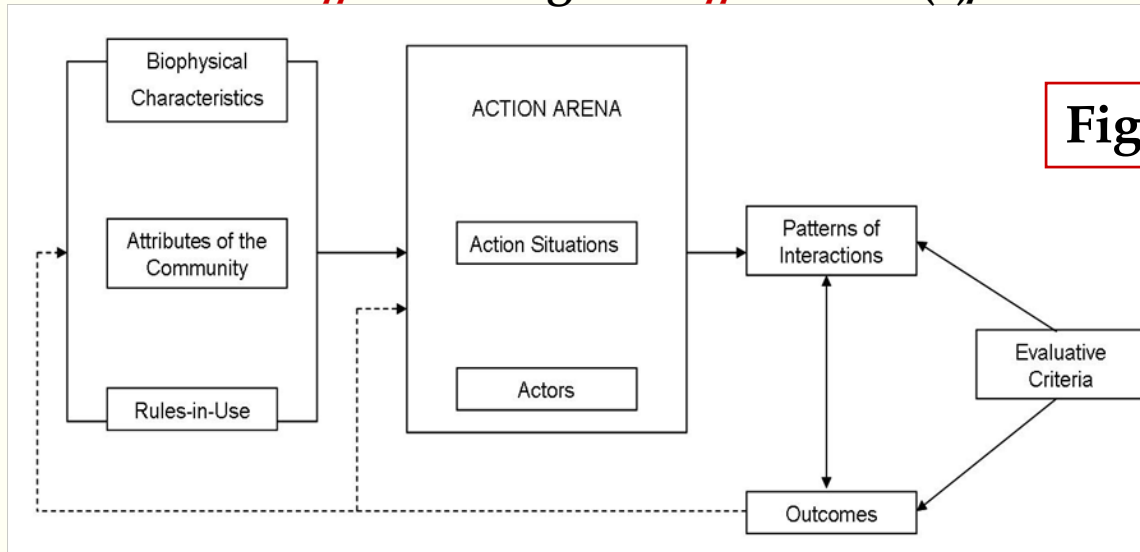 Biophysical
Characteristics
ACTION ARENA
Fig
Attributes of the
Community
Action Situations
Patterns of
Interactions
Evaluative
Criteria
Rules-in-Use
Actors
Outcomes